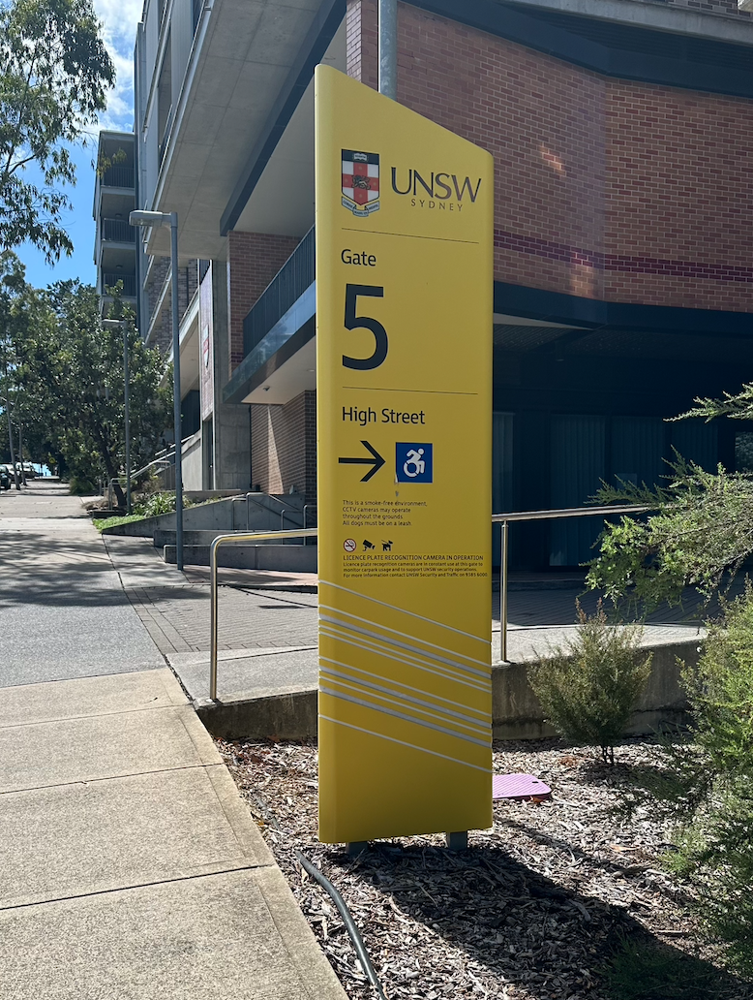 UNSW
SYDNEY
Gate
5
High Street
This is a smoke-free environment.
CCTV cameras may operate
throughout the grounds.
All dogs must be on a leash.
LICENCE PLATE RECOGNITION CAMERA IN OPERATION
Licence plate recognition cameras are in constant use at this gate to
monitor carpark usage and to support UNSW security operations.
For more information contact UNSW Security and Traffic on 9385 6000.